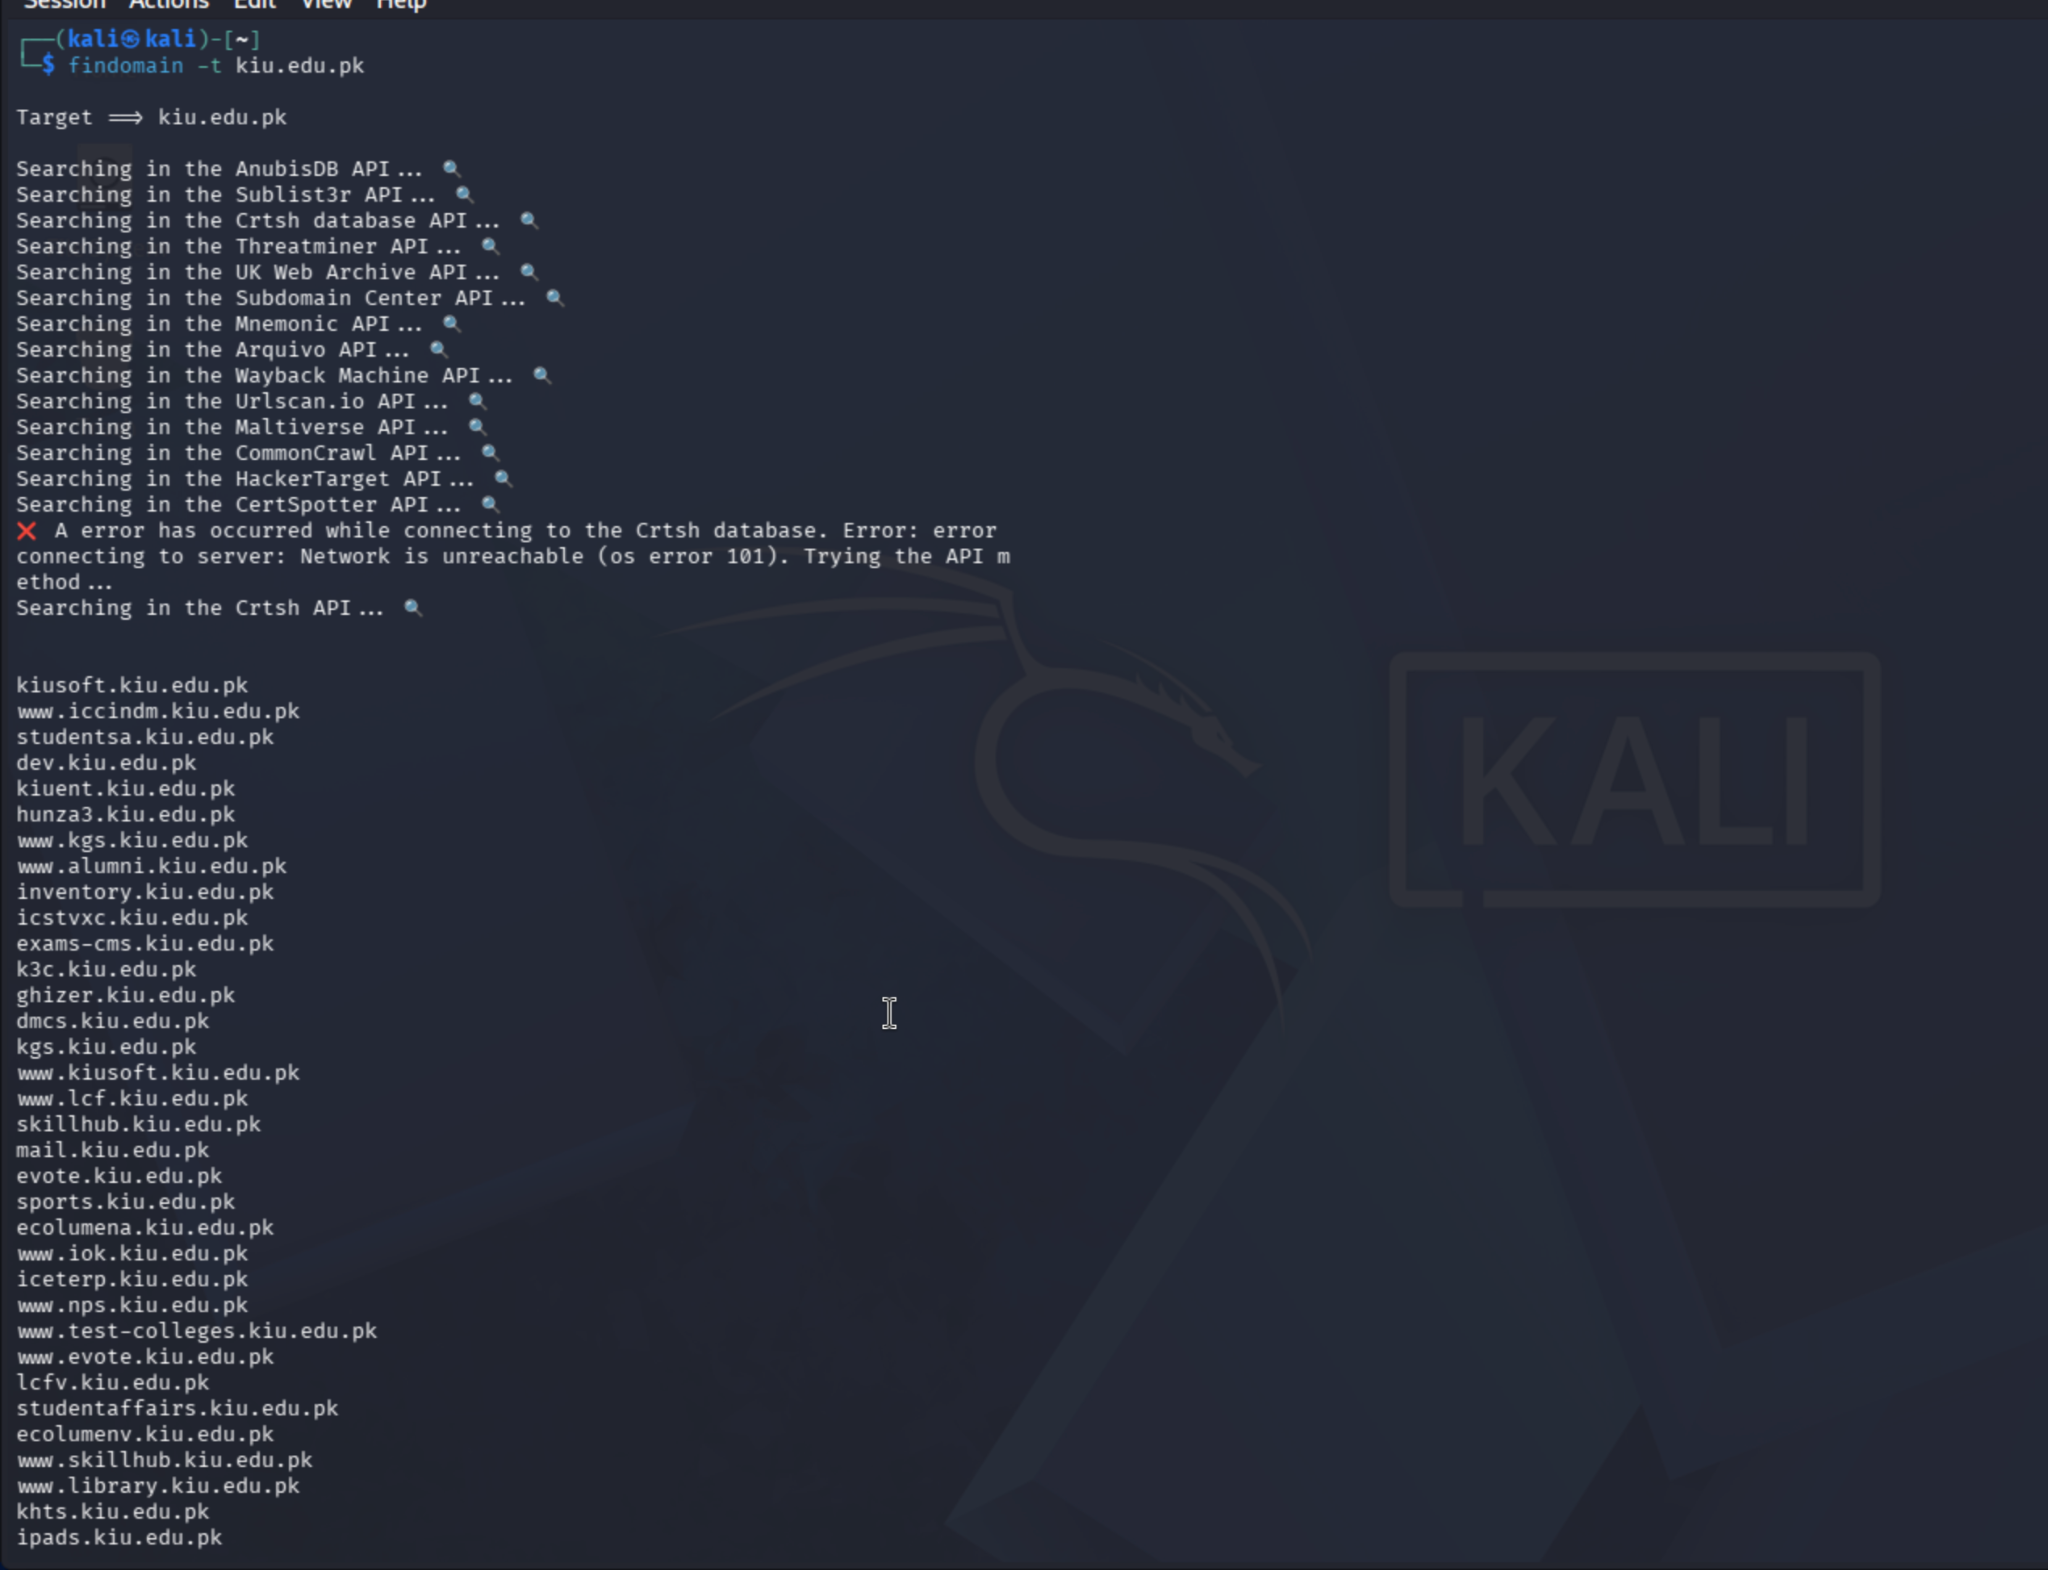 Session Actions Edit View Help
┌──(kali㉿kali)-[~]
└─$ findomain -t kiu.edu.pk
Target ==> kiu.edu.pk
Searching in the AnubisDB API... 🔍
Searching in the Sublist3r API... 🔍
Searching in the Crtsh database API... 🔍
Searching in the Threatminer API... 🔍
Searching in the UK Web Archive API... 🔍
Searching in the Subdomain Center API... 🔍
Searching in the Mnemonic API... 🔍
Searching in the Arquivo API... 🔍
Searching in the Wayback Machine API... 🔍
Searching in the Urlscan.io API... 🔍
Searching in the Maltiverse API... 🔍
Searching in the CommonCrawl API... 🔍
Searching in the HackerTarget API... 🔍
Searching in the CertSpotter API... 🔍
❌ A error has occurred while connecting to the Crtsh database. Error: error
connecting to server: Network is unreachable (os error 101). Trying the API m
ethod...
Searching in the Crtsh API... 🔍
kiusoft.kiu.edu.pk
www.iccindm.kiu.edu.pk
studentsa.kiu.edu.pk
dev.kiu.edu.pk
kiuent.kiu.edu.pk
hunza3.kiu.edu.pk
www.kgs.kiu.edu.pk
www.alumni.kiu.edu.pk
inventory.kiu.edu.pk
icstvxc.kiu.edu.pk
exams-cms.kiu.edu.pk
k3c.kiu.edu.pk
ghizer.kiu.edu.pk
dmcs.kiu.edu.pk
kgs.kiu.edu.pk
www.kiusoft.kiu.edu.pk
www.lcf.kiu.edu.pk
skillhub.kiu.edu.pk
mail.kiu.edu.pk
evote.kiu.edu.pk
sports.kiu.edu.pk
ecolumena.kiu.edu.pk
www.iok.kiu.edu.pk
iceterp.kiu.edu.pk
www.nps.kiu.edu.pk
www.test-colleges.kiu.edu.pk
www.evote.kiu.edu.pk
lcfv.kiu.edu.pk
studentaffairs.kiu.edu.pk
ecolumenv.kiu.edu.pk
www.skillhub.kiu.edu.pk
www.library.kiu.edu.pk
khts.kiu.edu.pk
ipads.kiu.edu.pk
KALI